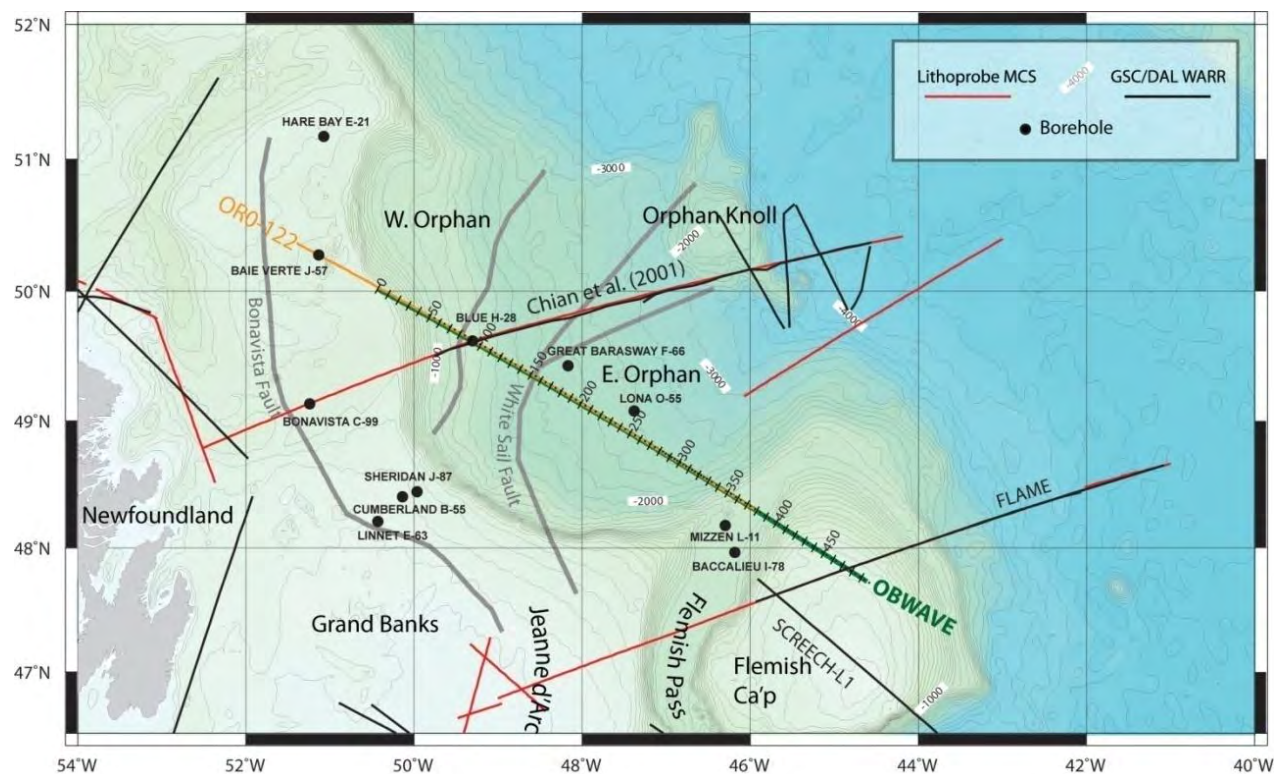 52°N
51°N
50°N
49°N
48°N
47°N
Lithoprobe MCS
-4000
GSC/DAL WARR
Borehole
HARE BAY E-21
-3000
OR0-122
W. Orphan
Orphan Knoll
-2000
BAIE VERTE J-57
Chian et al. (2001)
0
50
BLUE H-28
100
-4000
Bonavista Fault
-1000
GREAT BARASWAY F-66
150
E. Orphan
-3000
200
LONA O-55
250
BONAVISTA C-99
White Sail Fault
300
SHERIDAN J-87
350
CUMBERLAND B-55
-2000
400
FLAME
Newfoundland
LINNET E-63
MIZZEN L-11
450
BACCALIEU I-78
OBWAVE
Grand Banks
Jeanne d'Arc
Flemish Pass
SCREECH-L1
Flemish
Ca'p
-1000
54°W
52°W
50°W
48°W
46°W
44°W
42°W
40°W